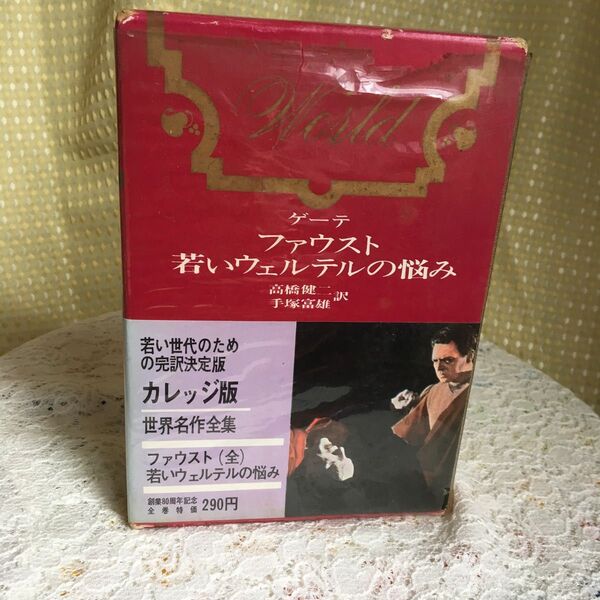 World
ゲーテ
ファウスト
若いウェルテルの悩み
高橋健二
手塚富雄 訳
若い世代のため
の完訳決定版
カレッジ版
世界名作全集
ファウスト(全)
若いウェルテルの悩み
創業80周年記念
全巻特価 290円